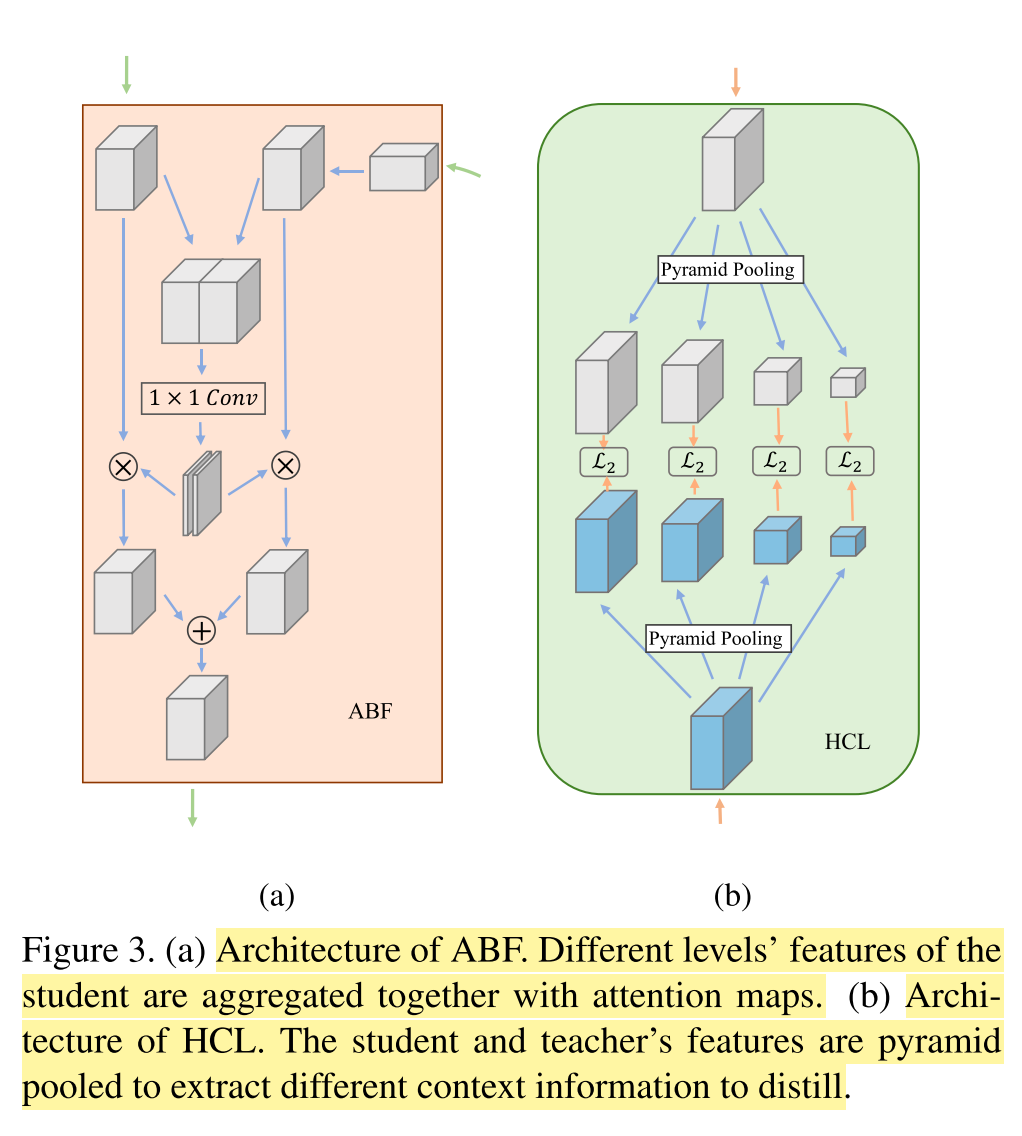 Pyramid Pooling
1 × 1 Conv
ℒ₂ ℒ₂ ℒ₂ ℒ₂
Pyramid Pooling
ABF
HCL
(a) (b)
Figure 3. (a) Architecture of ABF. Different levels’ features of the
student are aggregated together with attention maps. (b) Archi-
tecture of HCL. The student and teacher’s features are pyramid
pooled to extract different context information to distill.